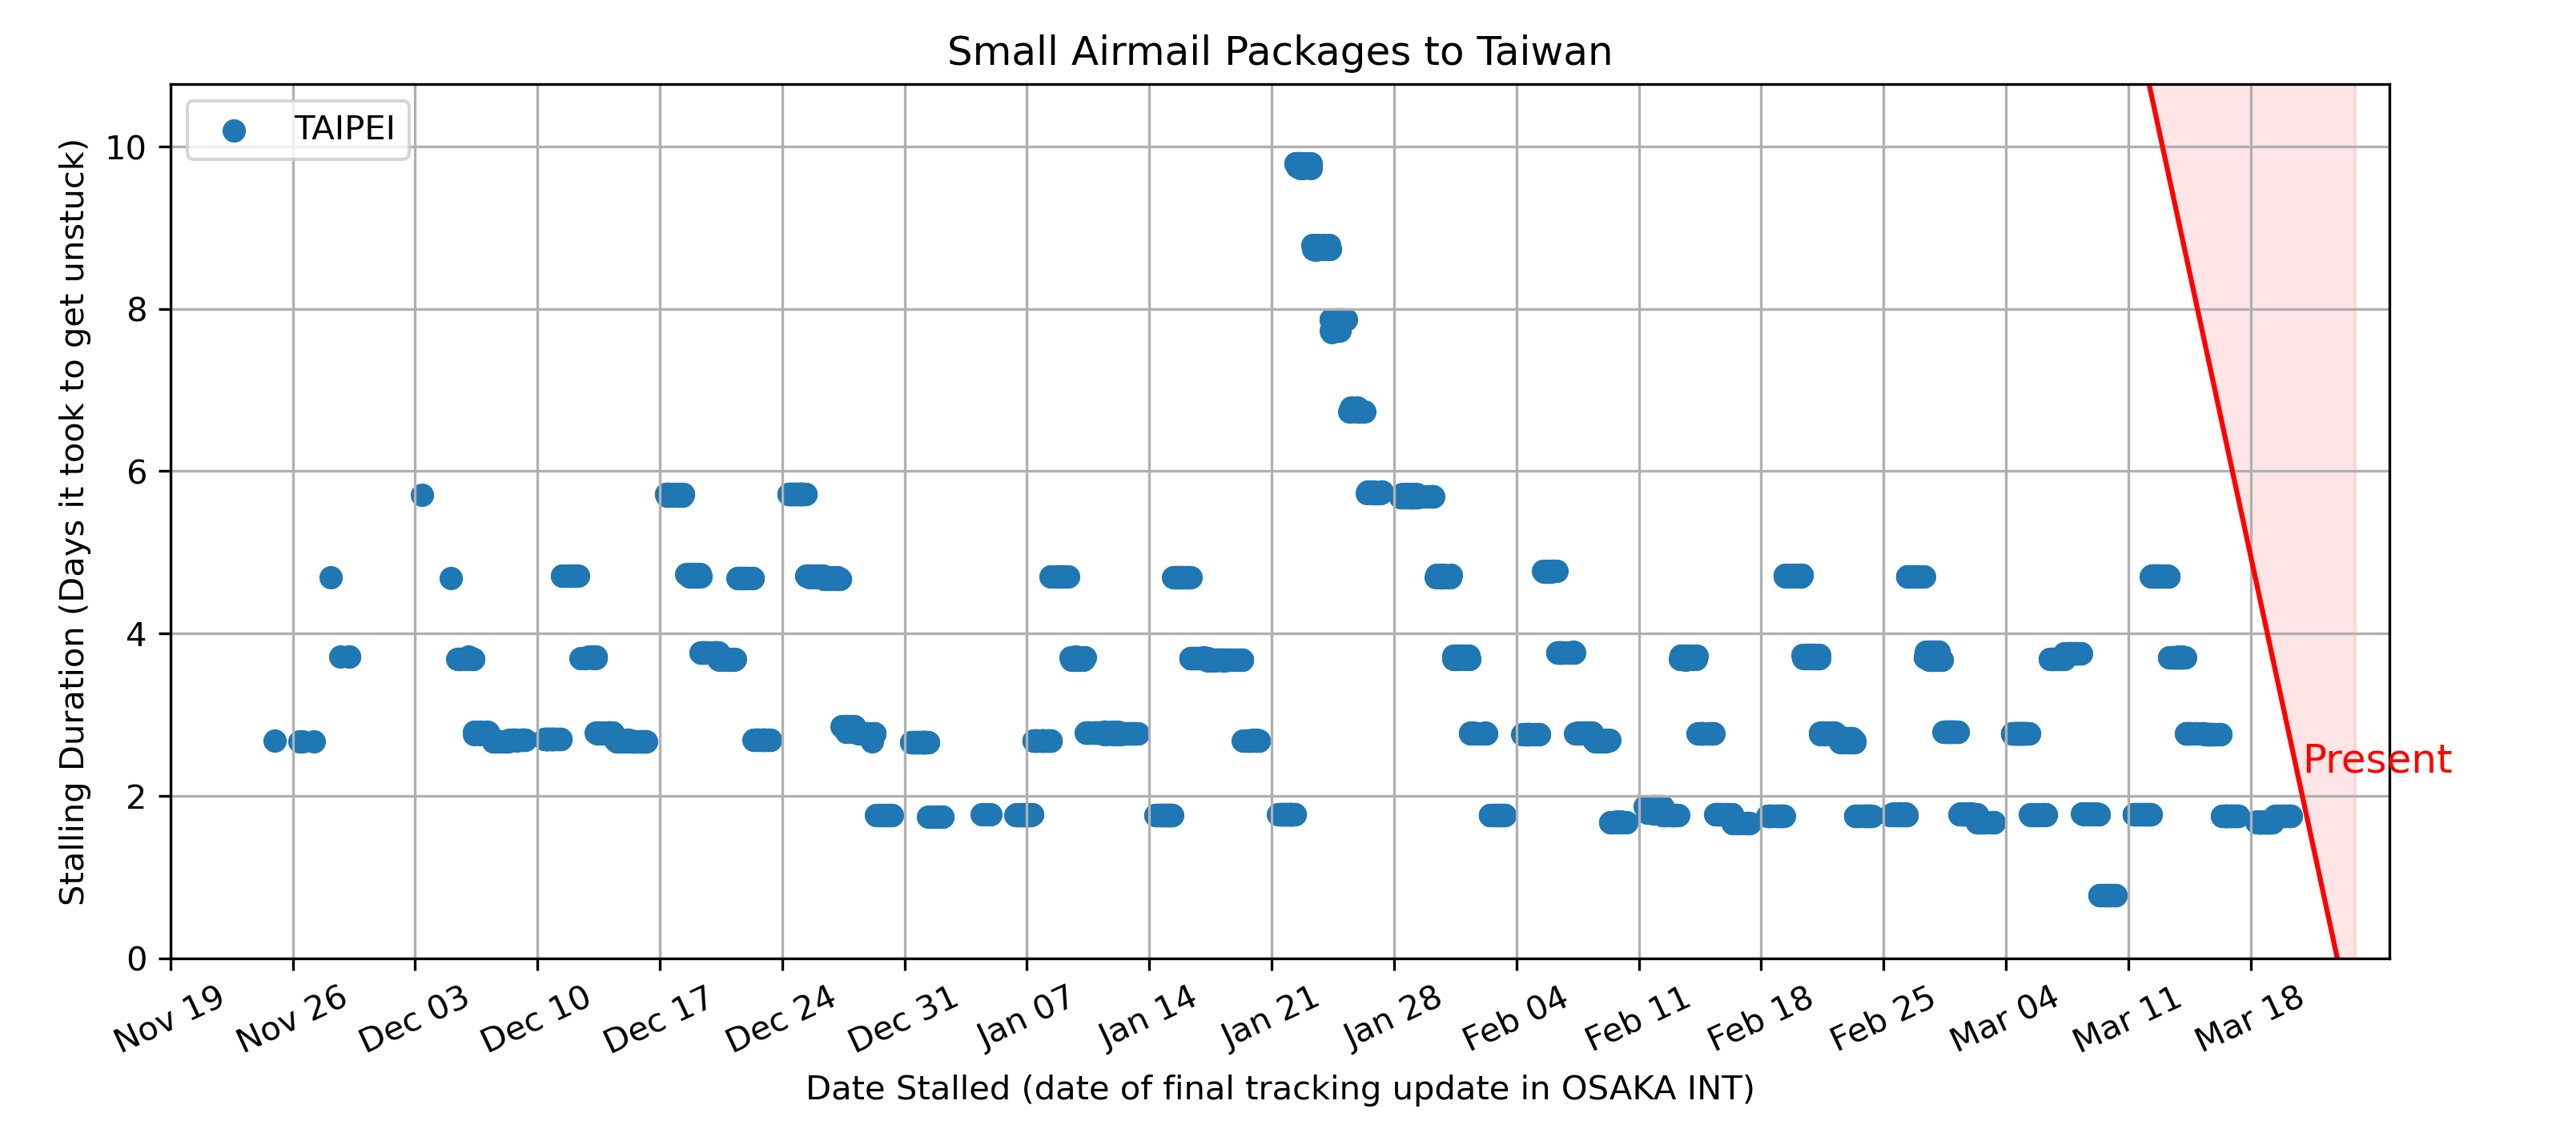 Small Airmail Packages to Taiwan
TAIPEI
Stalling Duration (Days it took to get unstuck)
10
8
6
4
2
0
Present
Nov 19
Nov 26
Dec 03
Dec 10
Dec 17
Dec 24
Dec 31
Jan 07
Jan 14
Jan 21
Jan 28
Feb 04
Feb 11
Feb 18
Feb 25
Mar 04
Mar 11
Mar 18
Date Stalled (date of final tracking update in OSAKA INT)